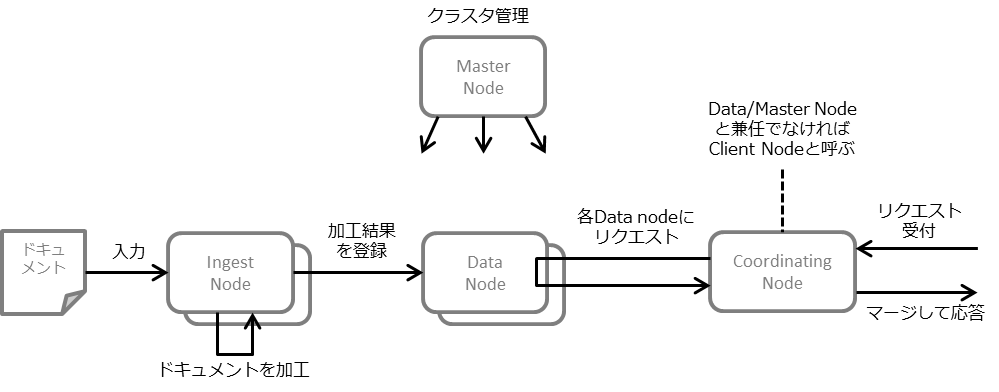 クラスタ管理
Master
Node
Data/Master Node
と兼任でなければ
Client Nodeと呼ぶ
ドキュ
メント
入力
Ingest
Node
ドキュメントを加工
加工結果
を登録
Data
Node
各Data nodeに
リクエスト
Coordinating
Node
リクエスト
受付
マージして応答